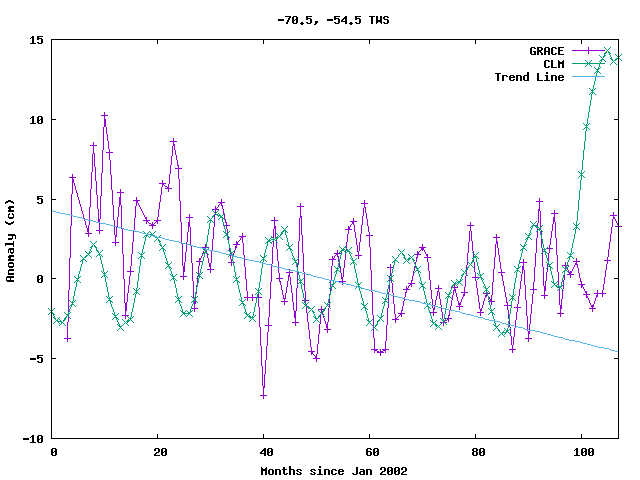 -70.5, -54.5 TWS
15
GRACE
CLM
Trend Line
10
5
Anomaly (cm)
0
-5
-10
0 20 40 60 80 100
Months since Jan 2002